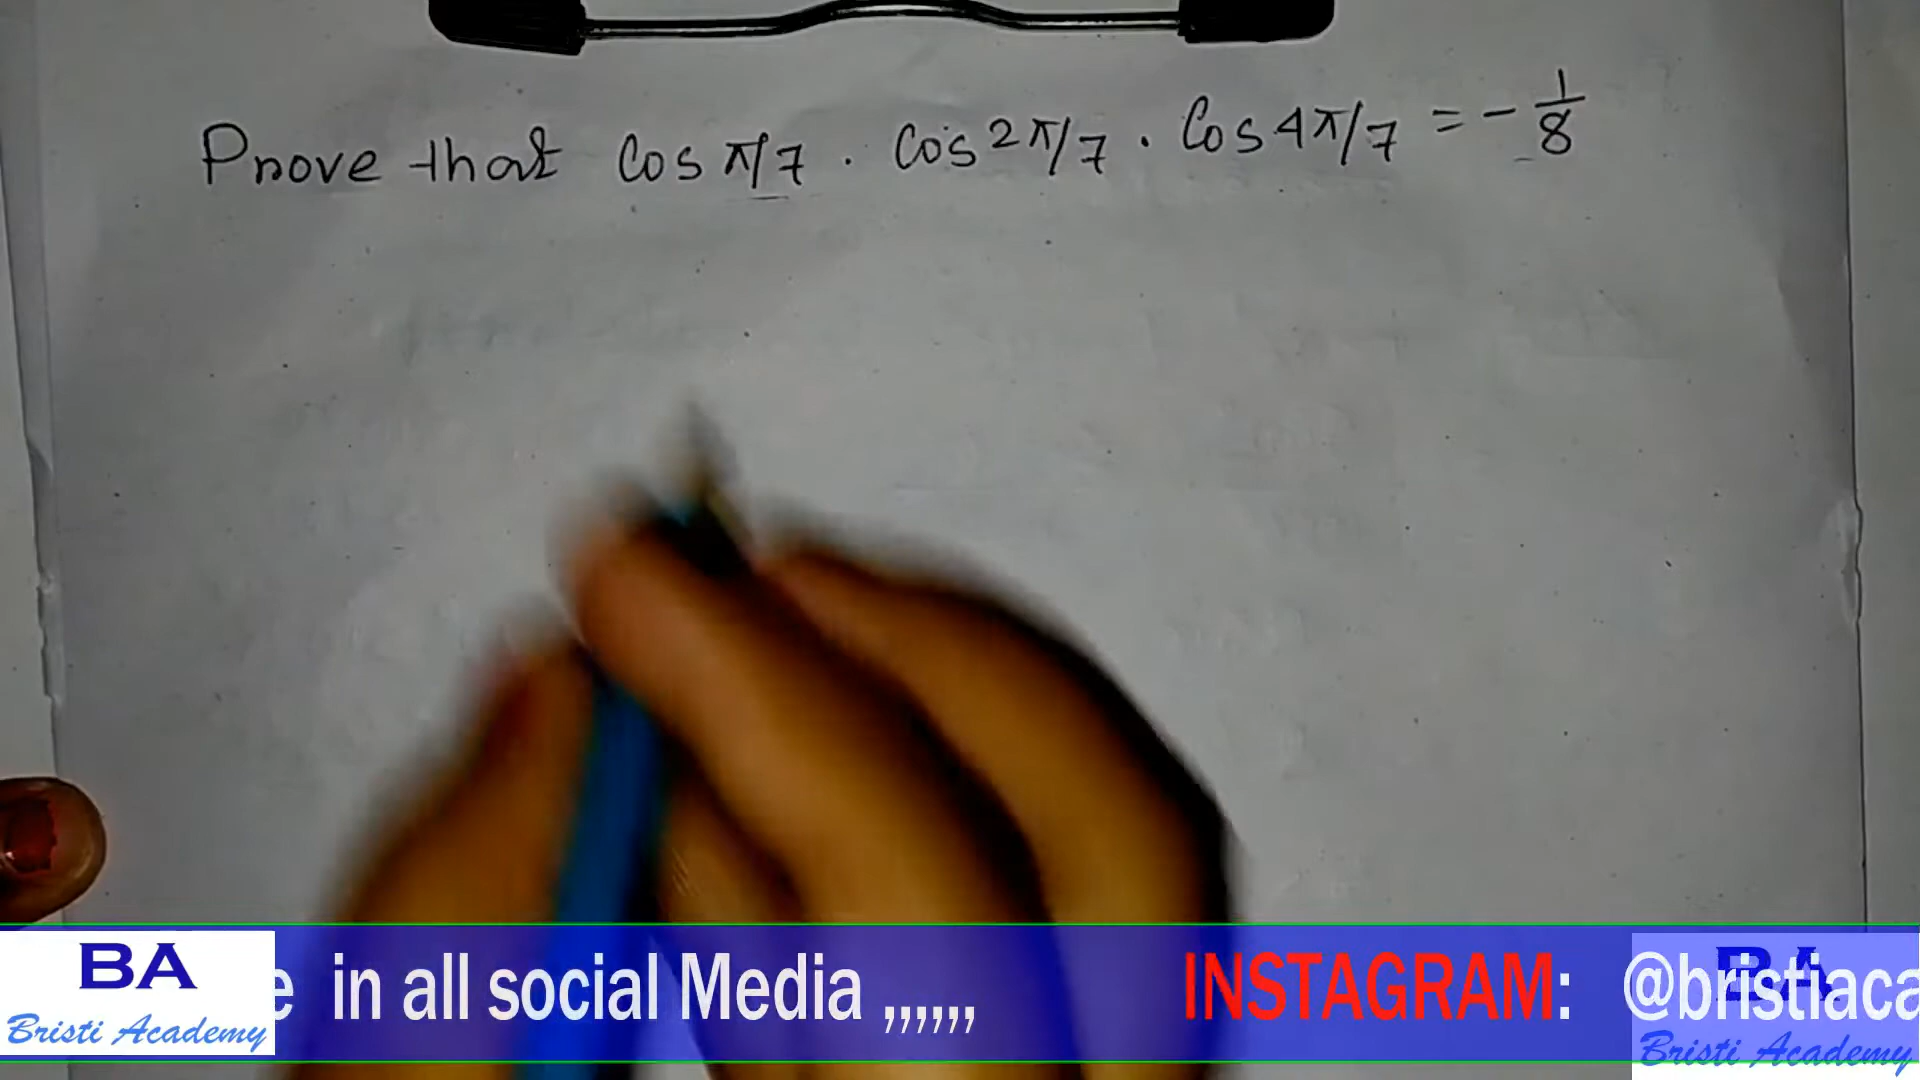 Prove that cos π/7 . cos 2π/7 . cos 4π/7 = - 1/8
BA
Bristi Academy
e in all social Media ,,,,,, INSTAGRAM: @bristiaca
BA
Bristi Academy